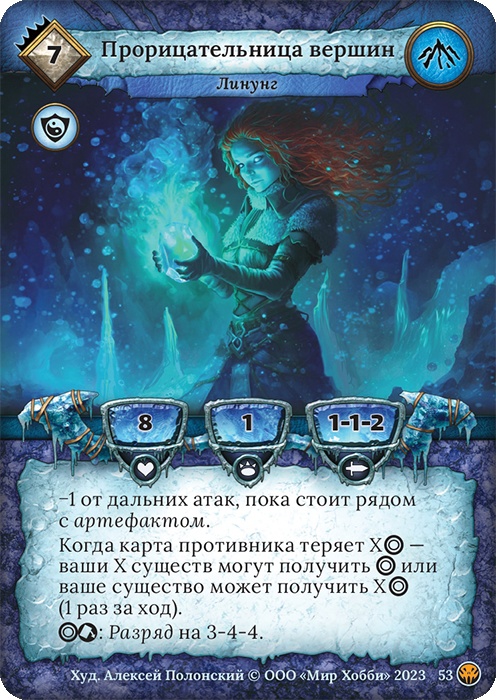 7
Прорицательница вершин
Линунг
8
1
1-1-2
–1 от дальних атак, пока стоит рядом
с артефактом.
Когда карта противника теряет X —
ваши X существ могут получить или
ваше существо может получить X
(1 раз за ход).
: Разряд на 3-4-4.
Худ. Алексей Полонский © ООО «Мир Хобби» 2023 53